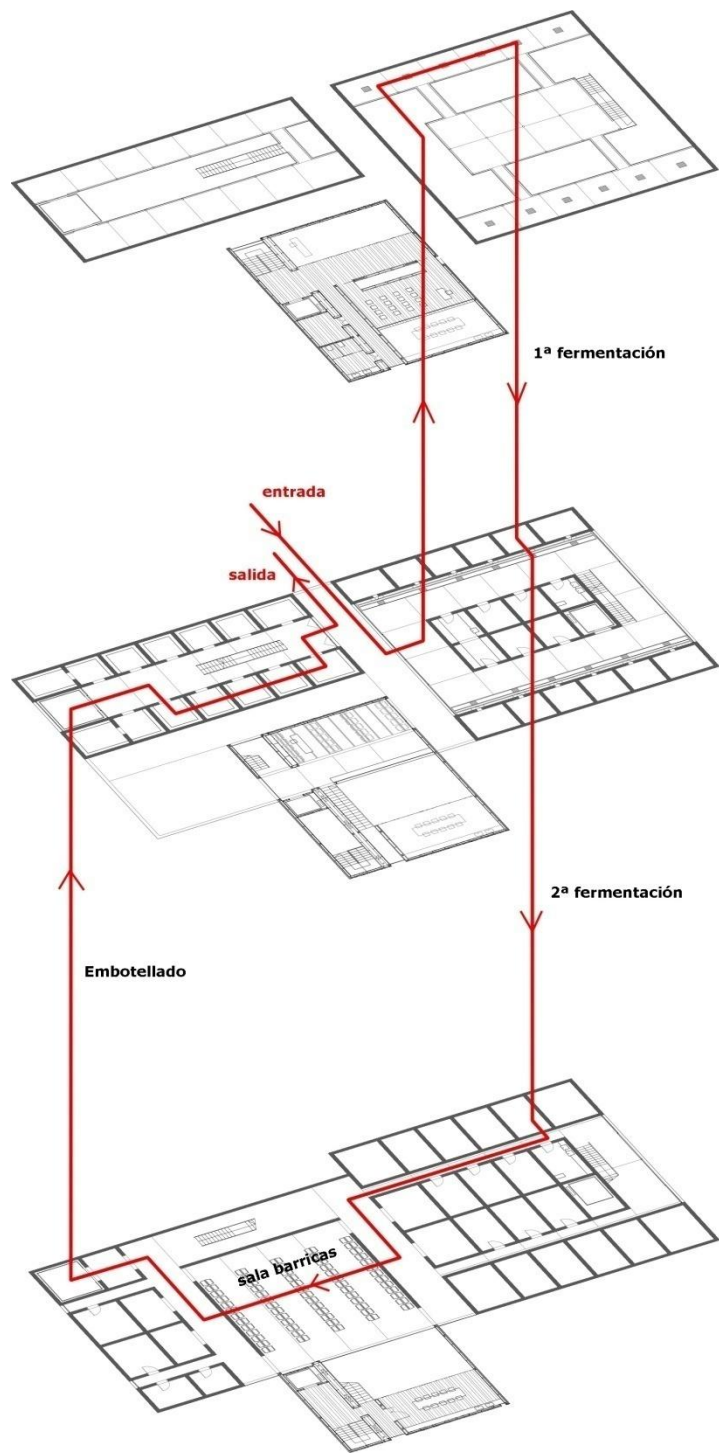 1ª fermentación
entrada
salida
2ª fermentación
Embotellado
sala barricas